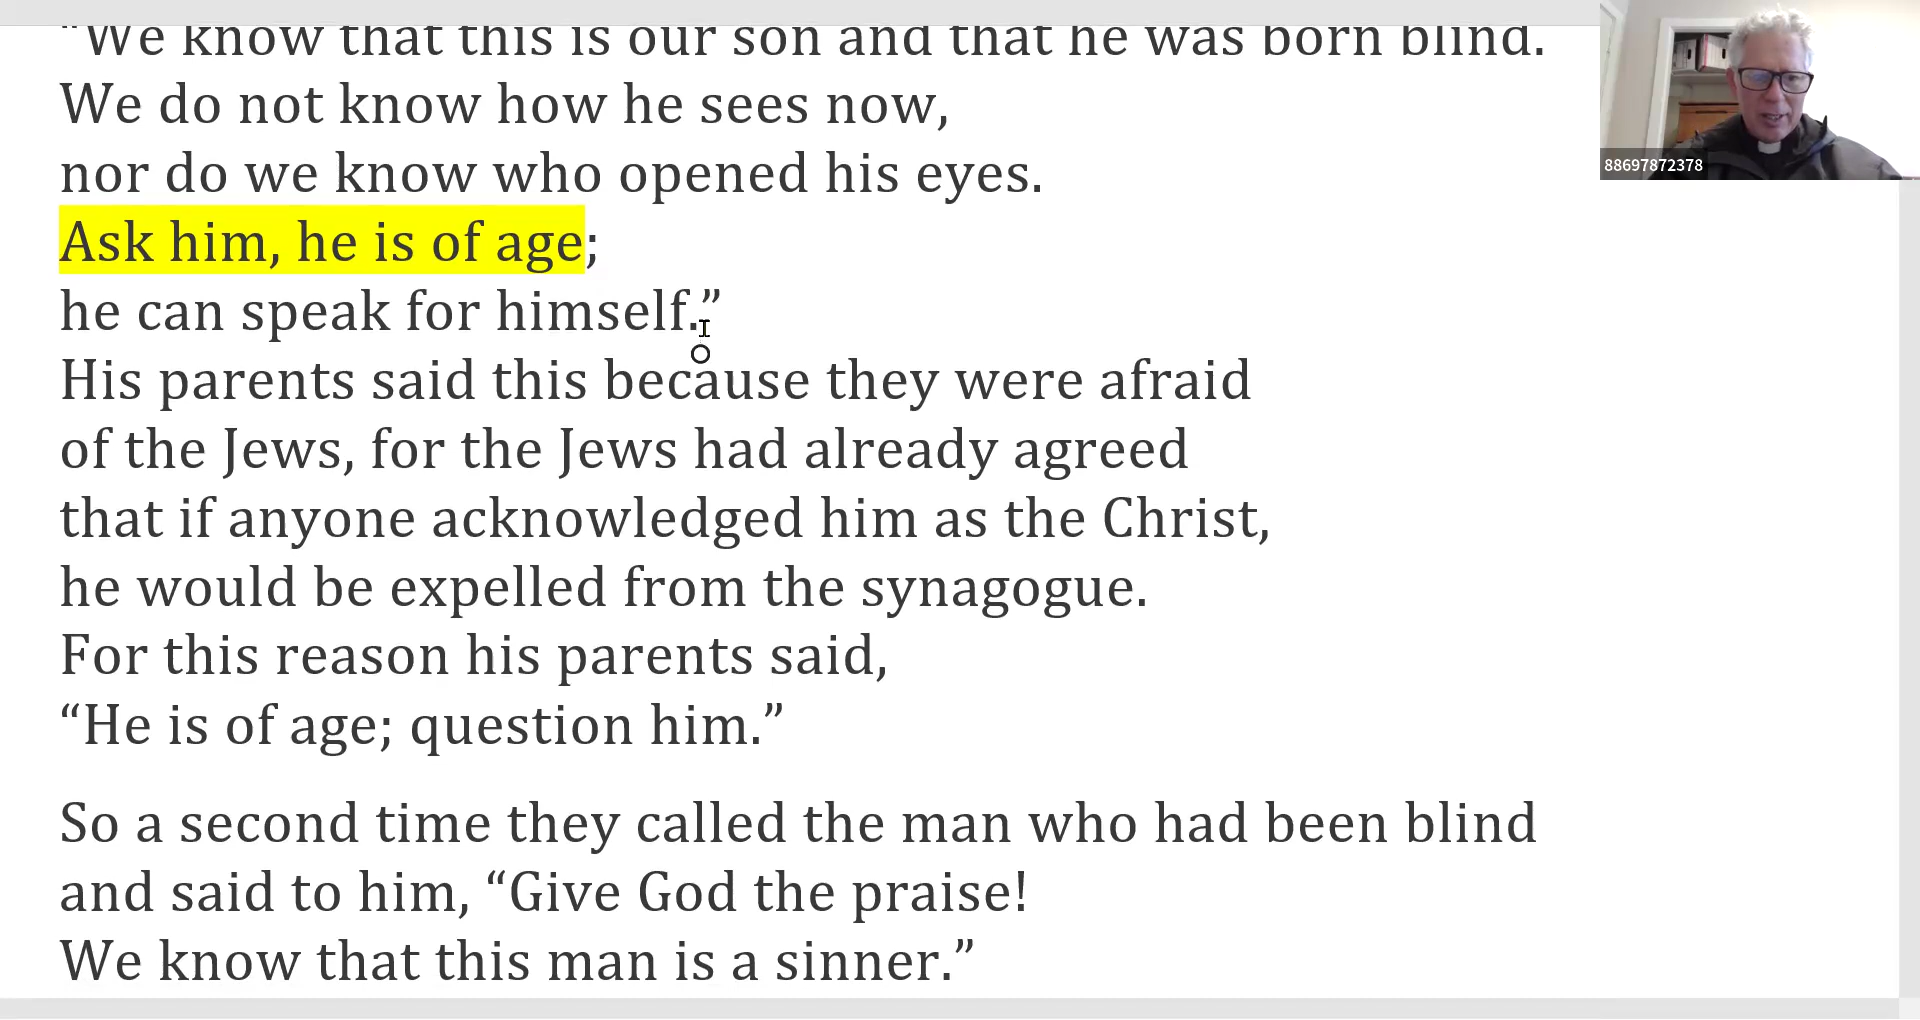 “We know that this is our son and that he was born blind.
We do not know how he sees now,
nor do we know who opened his eyes.
Ask him, he is of age;
he can speak for himself.”
His parents said this because they were afraid
of the Jews, for the Jews had already agreed
that if anyone acknowledged him as the Christ,
he would be expelled from the synagogue.
For this reason his parents said,
“He is of age; question him.”
So a second time they called the man who had been blind
and said to him, “Give God the praise!
We know that this man is a sinner.”
88697872378